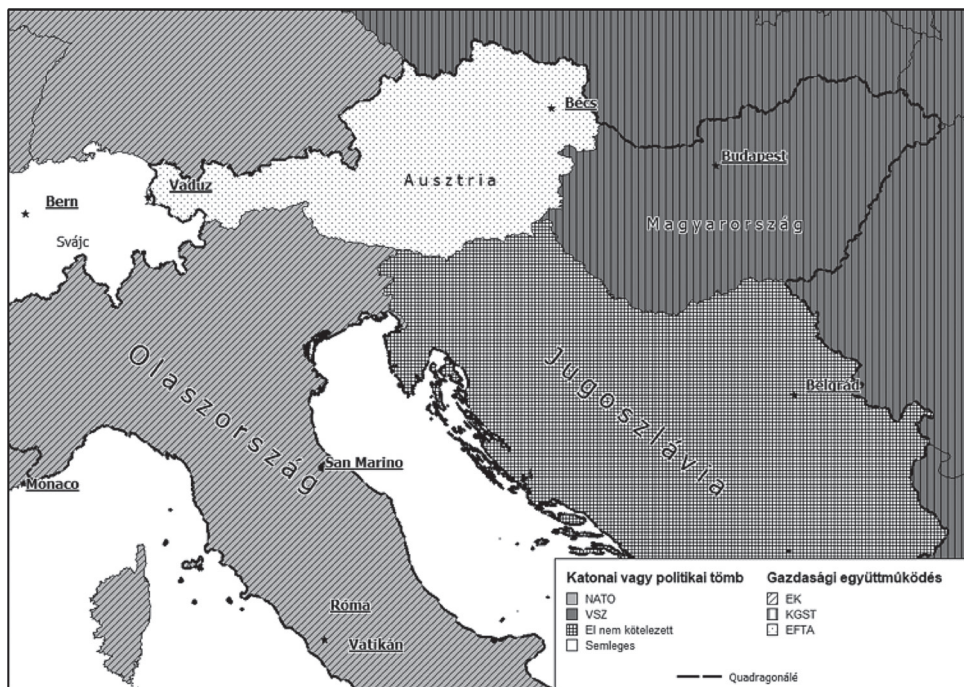 Bécs
Budapest
Ausztria
Vaduz
Bern
Magyarország
Svájc
Olaszország
Jugoszlávia
Belgrád
San Marino
Monaco
Róma
Vatikán
Katonai vagy politikai tömb
NATO
VSZ
El nem kötelezett
Semleges
Gazdasági együttműködés
EK
KGST
EFTA
Quadragonálé